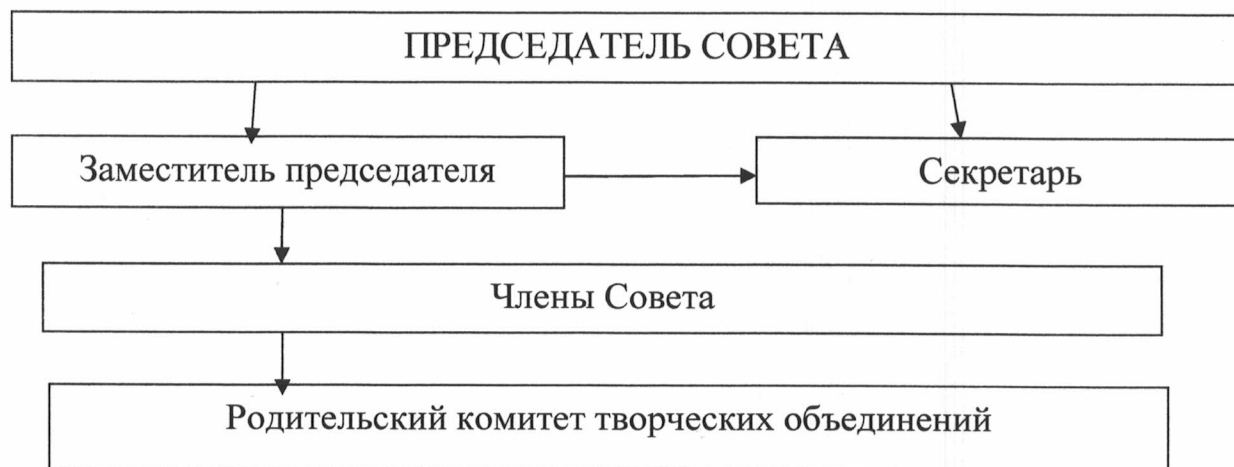 ПРЕДСЕДАТЕЛЬ СОВЕТА
Заместитель председателя
Секретарь
Члены Совета
Родительский комитет творческих объединений